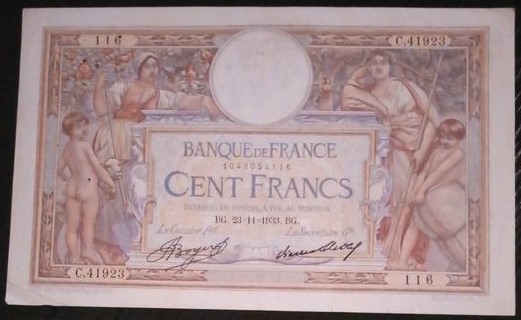 116 C.41923
BANQUE DE FRANCE
1048052116
CENT FRANCS
PAYABLES EN ESPÈCES, A VUE, AU PORTEUR
BG. 23-11-1933. BG.
Le Caissier Pal Le Secrétaire Gal
C.41923 116